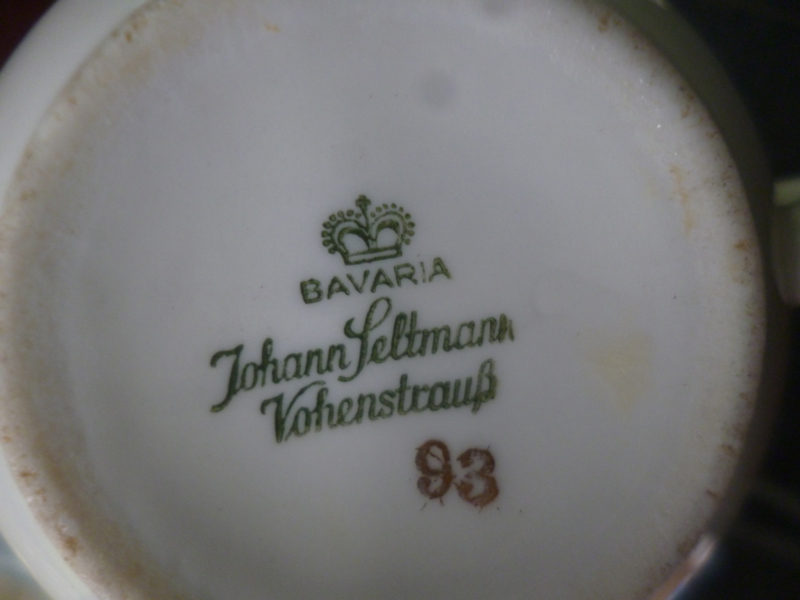 BAVARIA
Johann Seltmann
Vohenstrauß
93